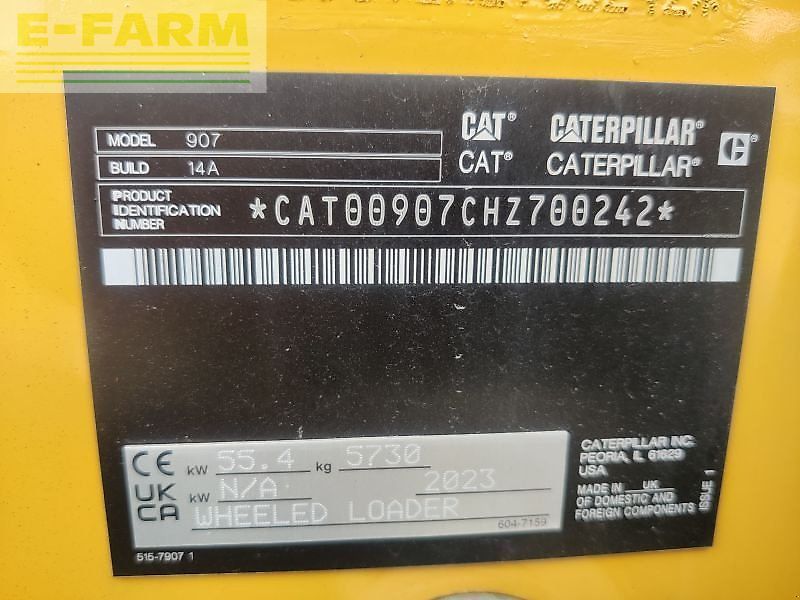 E-FARM
MODEL 907
BUILD 14A
CAT® CATERPILLAR®
CAT® CATERPILLAR®
PRODUCT
IDENTIFICATION
NUMBER
*CAT00907CHZ700242*
CE kW 55.4 kg 5730
UK
CA kW N/A 2023
WHEELED LOADER
604-7159
CATERPILLAR INC.
PEORIA, IL 61629
USA
MADE IN UK
OF DOMESTIC AND
FOREIGN COMPONENTS
ISSUE 1
515-7907 1